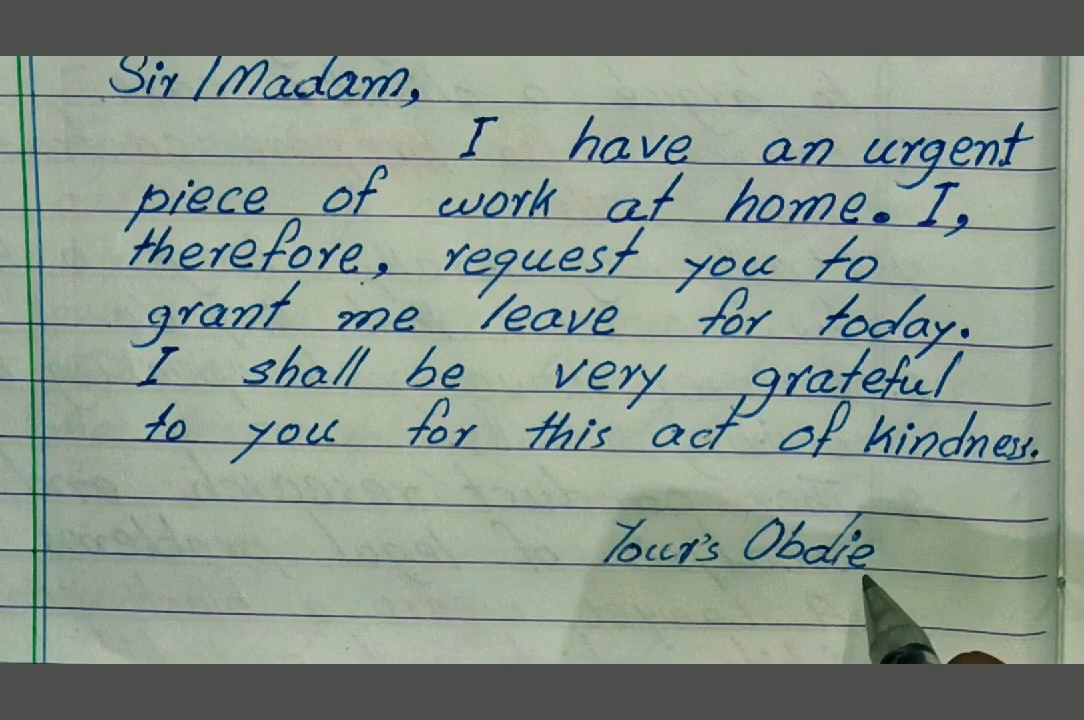 Sir/Madam,
I have an urgent
piece of work at home. I,
therefore, request you to
grant me leave for today.
I shall be very grateful
to you for this act of kindness.
Your's Obdie